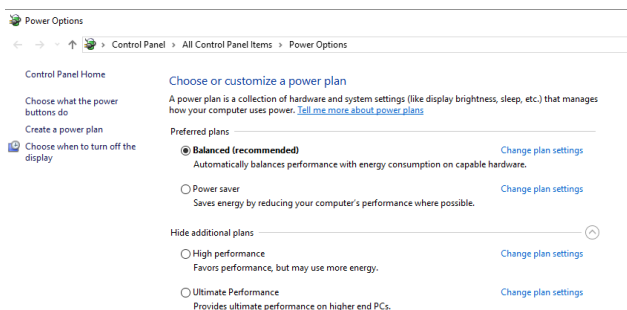 Power Options
Control Panel > All Control Panel Items > Power Options
Control Panel Home
Choose what the power
buttons do
Create a power plan
Choose when to turn off the
display
Choose or customize a power plan
A power plan is a collection of hardware and system settings (like display brightness, sleep, etc.) that manages
how your computer uses power. Tell me more about power plans
Preferred plans
Balanced (recommended) Change plan settings
Automatically balances performance with energy consumption on capable hardware.
Power saver Change plan settings
Saves energy by reducing your computer's performance where possible.
Hide additional plans
High performance Change plan settings
Favors performance, but may use more energy.
Ultimate Performance Change plan settings
Provides ultimate performance on higher end PCs.